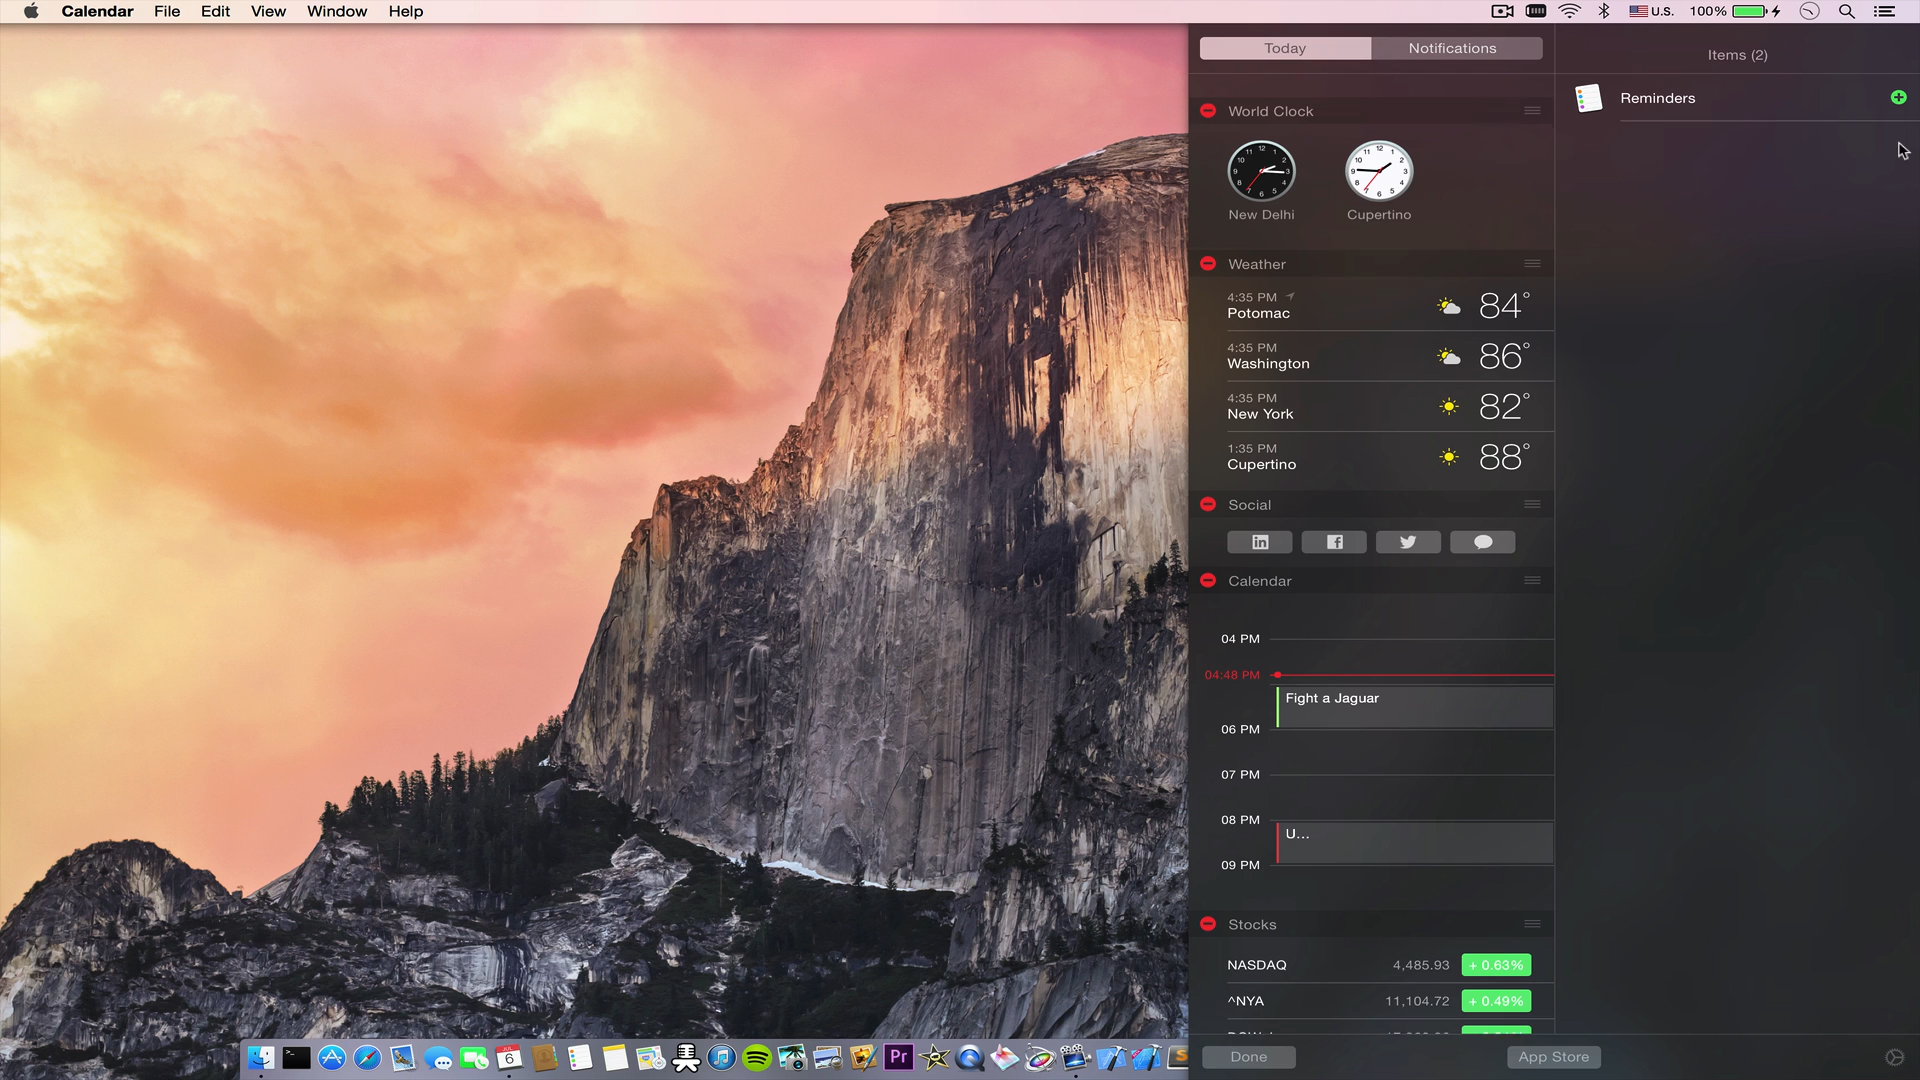 Calendar File Edit View Window Help
U.S. 100%
Today Notifications
Items (2)
Reminders
World Clock
New Delhi Cupertino
Weather
4:35 PM
Potomac
84°
4:35 PM
Washington
86°
4:35 PM
New York
82°
1:35 PM
Cupertino
88°
Social
Calendar
04 PM
04:48 PM
Fight a Jaguar
06 PM
07 PM
08 PM
U...
09 PM
Stocks
NASDAQ 4,485.93 + 0.63%
^NYA 11,104.72 + 0.49%
Done App Store
JUL
6
Pr